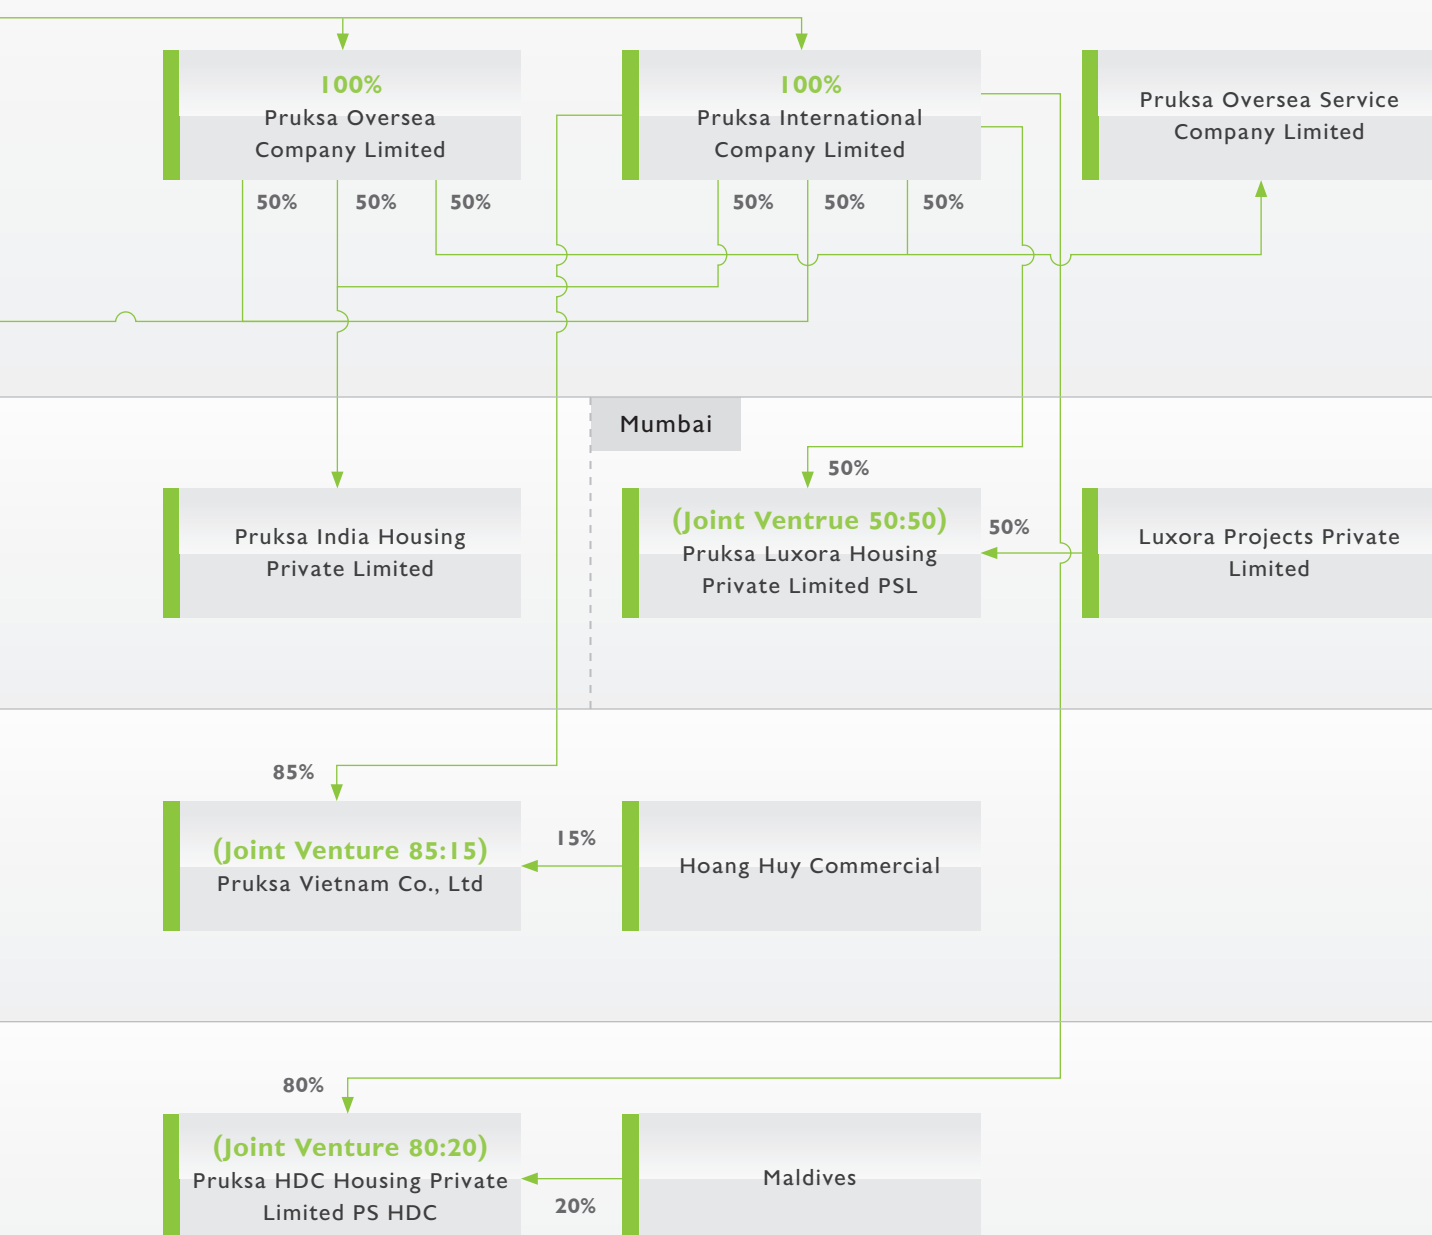 100%
Pruksa Oversea
Company Limited
100%
Pruksa International
Company Limited
Pruksa Oversea Service
Company Limited
50%
50%
50%
50%
50%
50%
Mumbai
50%
Pruksa India Housing
Private Limited
(Joint Ventrue 50:50)
Pruksa Luxora Housing
Private Limited PSL
50%
Luxora Projects Private
Limited
85%
(Joint Venture 85:15)
Pruksa Vietnam Co., Ltd
15%
Hoang Huy Commercial
80%
(Joint Venture 80:20)
Pruksa HDC Housing Private
Limited PS HDC
20%
Maldives